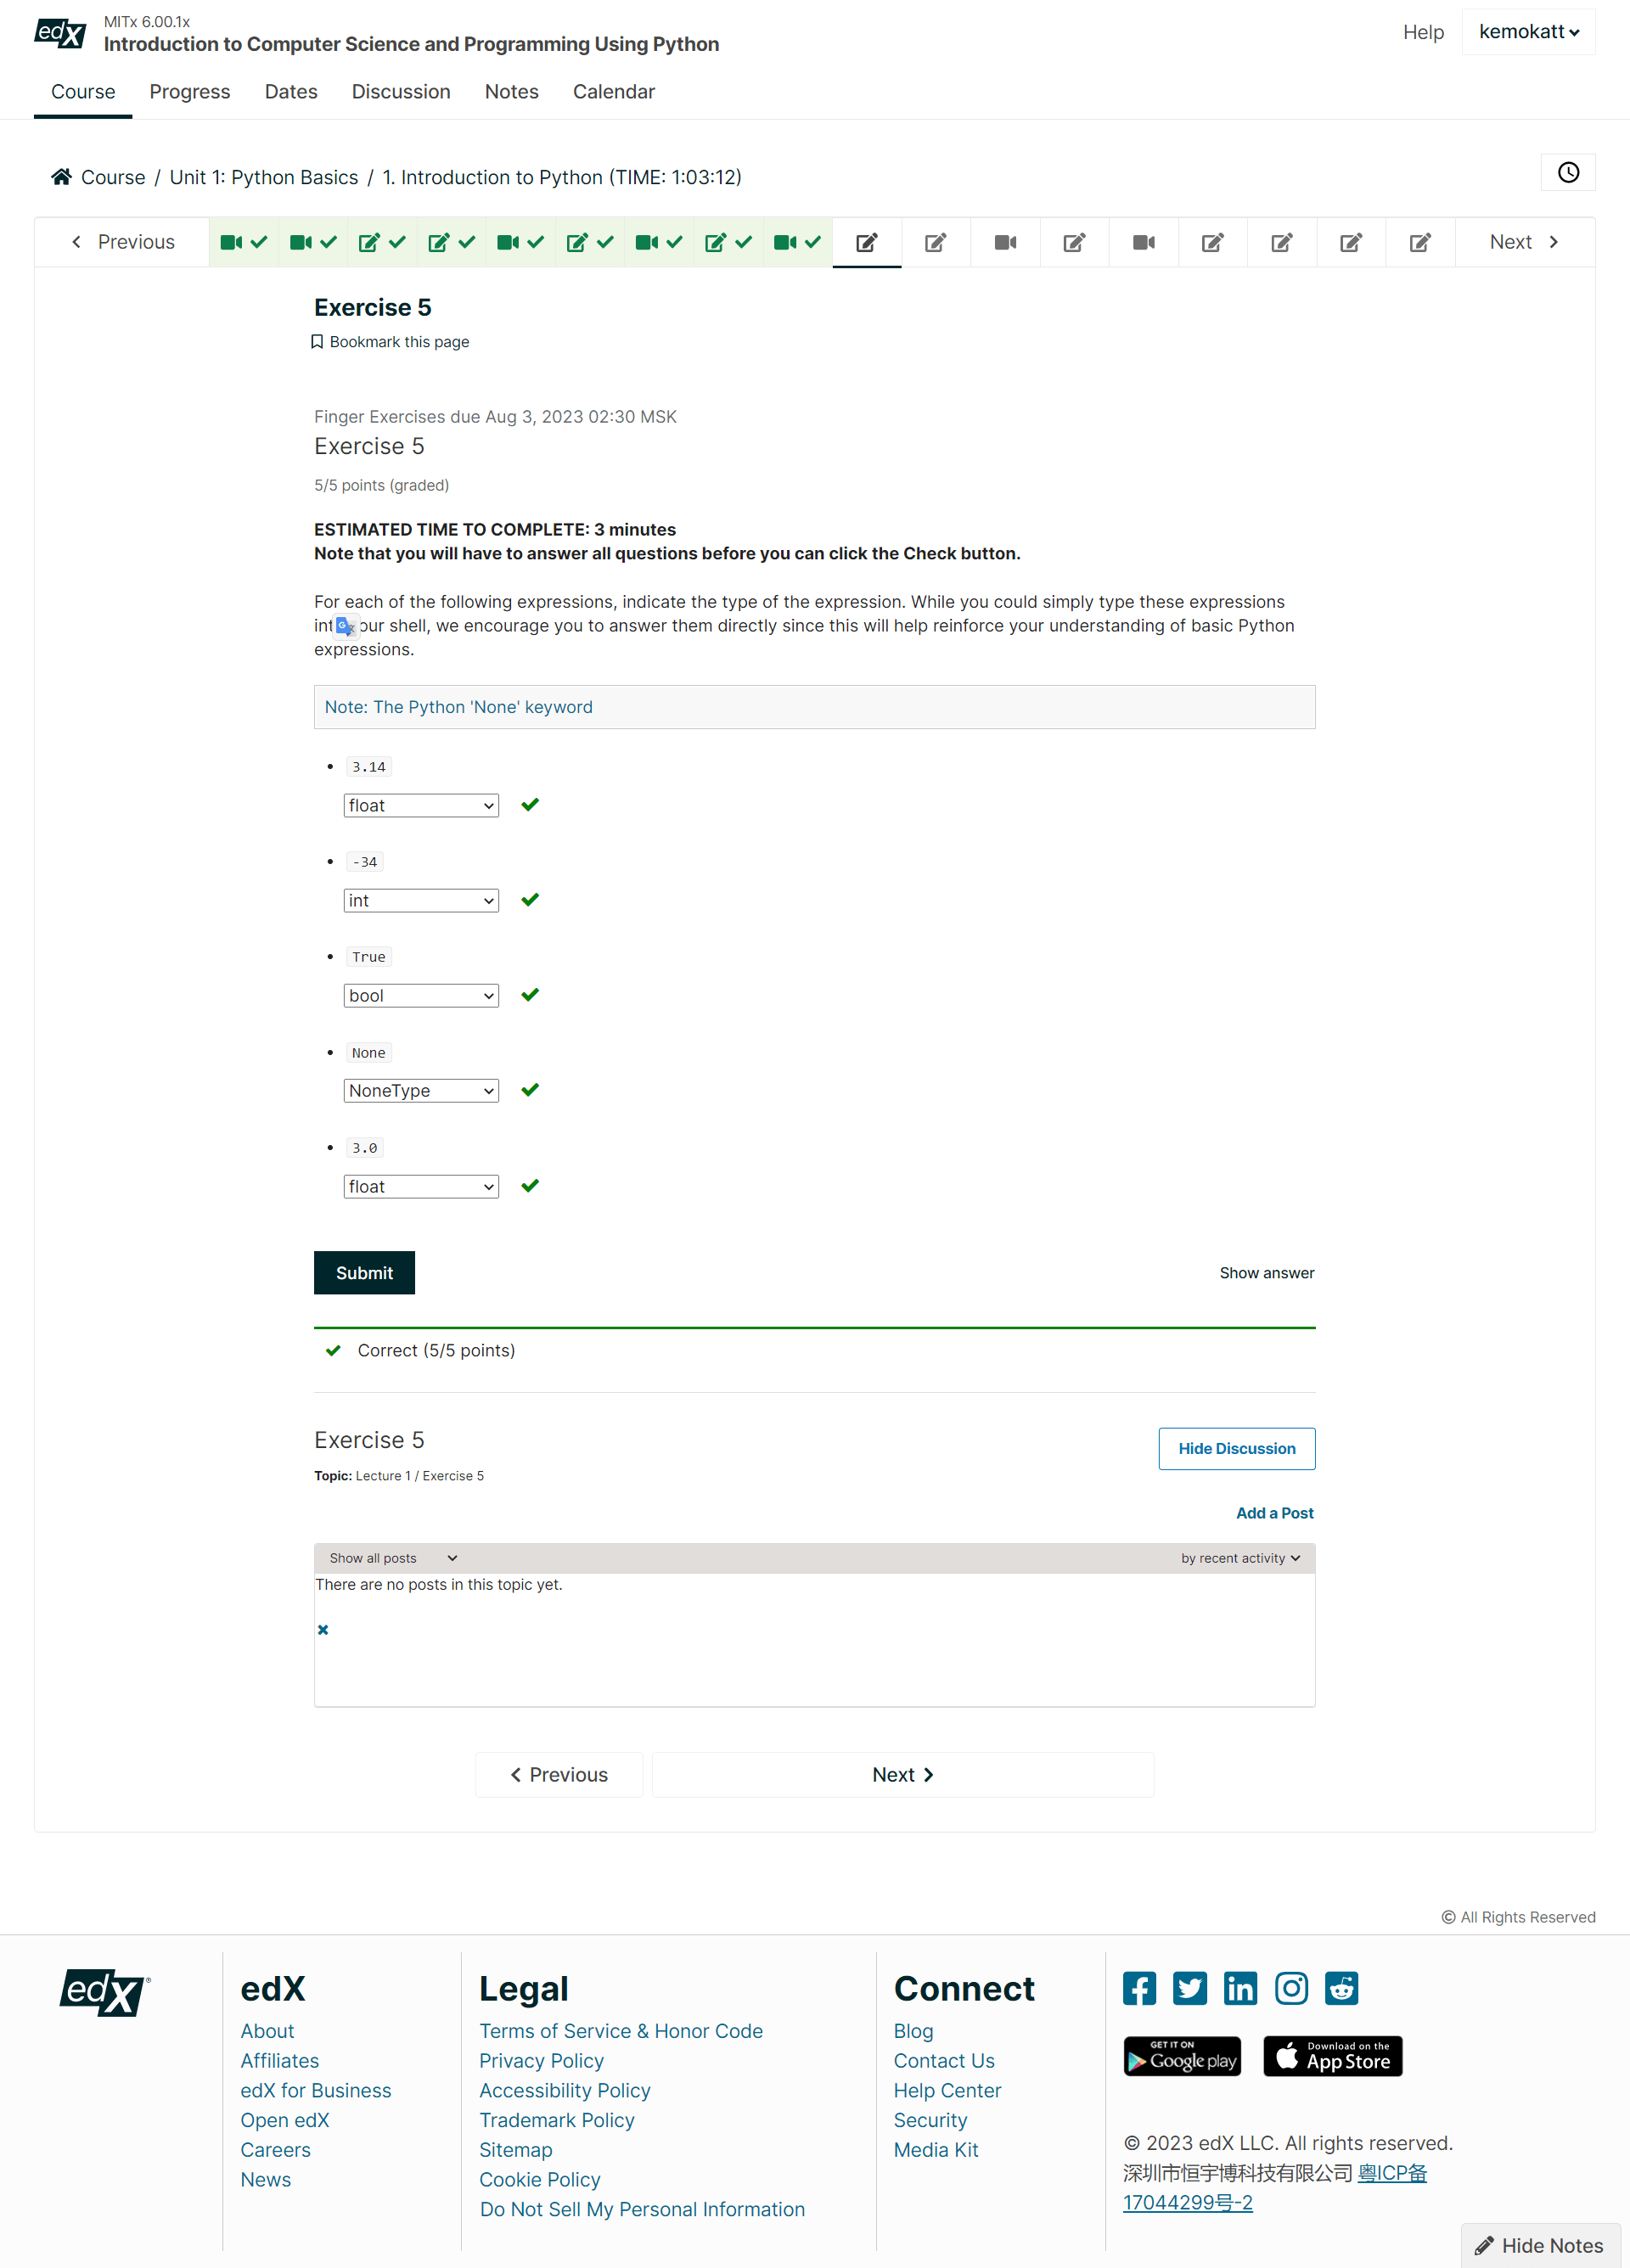 edX
MITx 6.00.1x
Introduction to Computer Science and Programming Using Python
Help
kemokatt
Course
Progress
Dates
Discussion
Notes
Calendar
Course / Unit 1: Python Basics / 1. Introduction to Python (TIME: 1:03:12)
Previous
Next
Exercise 5
Bookmark this page
Finger Exercises due Aug 3, 2023 02:30 MSK
Exercise 5
5/5 points (graded)
ESTIMATED TIME TO COMPLETE: 3 minutes
Note that you will have to answer all questions before you can click the Check button.
For each of the following expressions, indicate the type of the expression. While you could simply type these expressions
int our shell, we encourage you to answer them directly since this will help reinforce your understanding of basic Python
expressions.
Note: The Python 'None' keyword
3.14
float
-34
int
True
bool
None
NoneType
3.0
float
Submit
Show answer
Correct (5/5 points)
Exercise 5
Hide Discussion
Topic: Lecture 1 / Exercise 5
Add a Post
Show all posts
by recent activity
There are no posts in this topic yet.
Previous
Next
© All Rights Reserved
edX
edX
About
Affiliates
edX for Business
Open edX
Careers
News
Legal
Terms of Service & Honor Code
Privacy Policy
Accessibility Policy
Trademark Policy
Sitemap
Cookie Policy
Do Not Sell My Personal Information
Connect
Blog
Contact Us
Help Center
Security
Media Kit
GET IT ON
Google play
Download on the
App Store
© 2023 edX LLC. All rights reserved.
深圳市恒宇博科技有限公司 粤ICP备
17044299号-2
Hide Notes